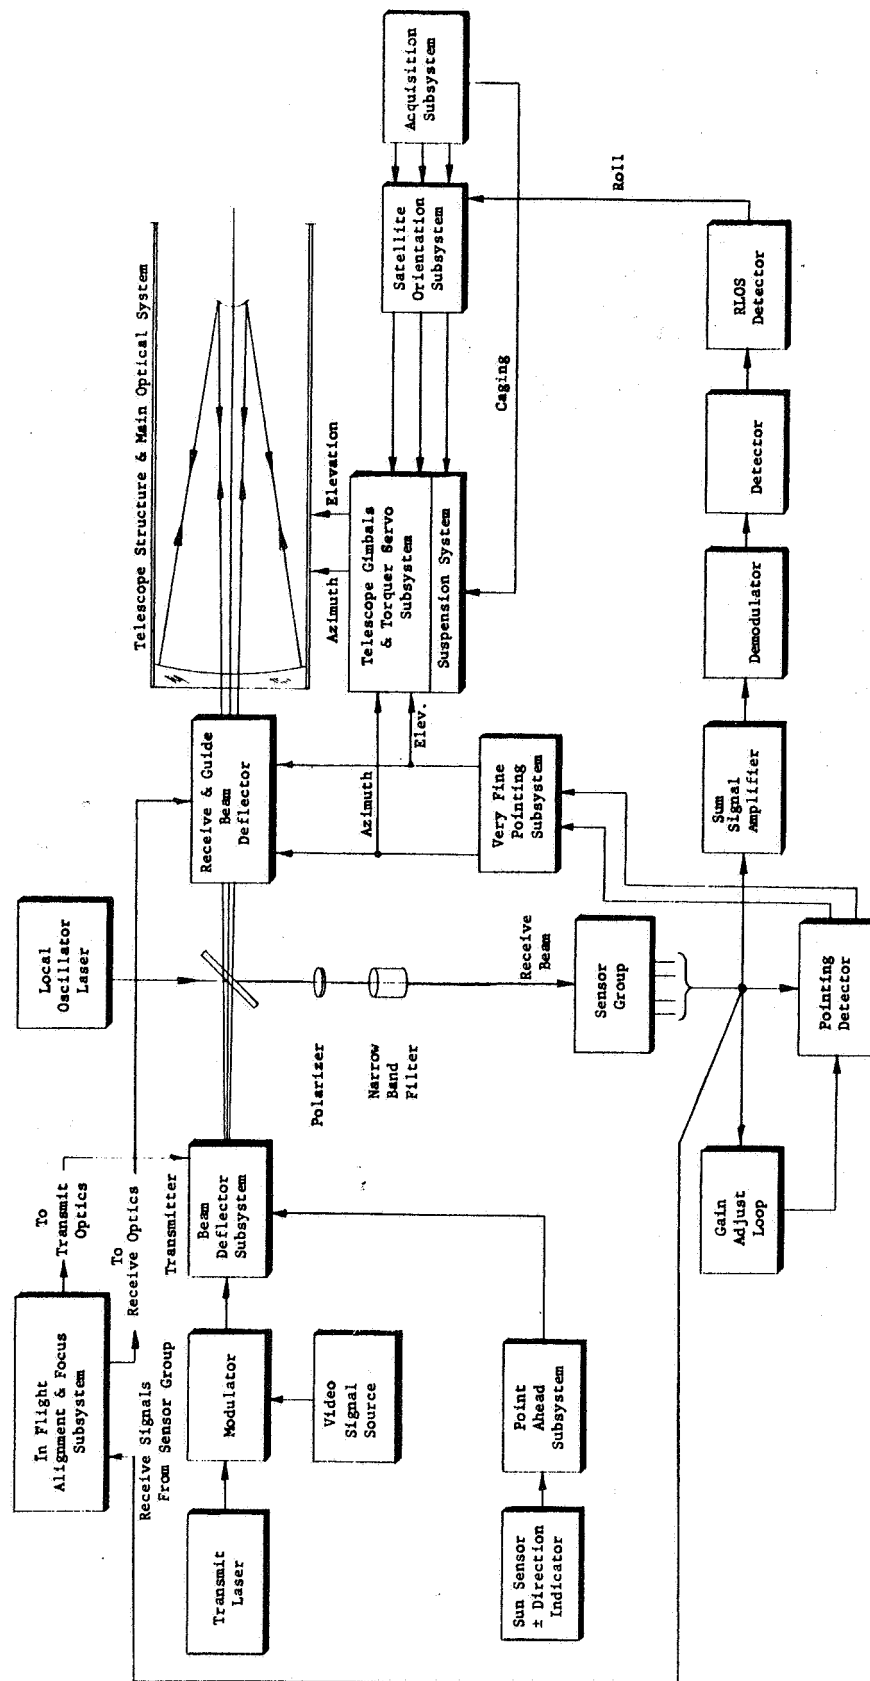 In Flight
Alignment & Focus
Subsystem
To
Transmit
Optics
To
Receive Optics
Receive Signals
From Sensor Group
Transmit
Laser
Modulator
Video
Signal
Source
Transmitter
Beam
Deflector
Subsystem
Sun Sensor
± Direction
Indicator
Point
Ahead
Subsystem
Local
Oscillator
Laser
Polarizer
Narrow
Band
Filter
Receive
Beam
Sensor
Group
Gain
Adjust
Loop
Pointing
Detector
Receive & Guide
Beam
Deflector
Azimuth
Elev.
Very Fine
Pointing
Subsystem
Telescope Structure & Main Optical System
Azimuth
Elevation
Telescope Gimbals
& Torquer Servo
Subsystem
Suspension System
Caging
Satellite
Orientation
Subsystem
Acquisition
Subsystem
Roll
Sum
Signal
Amplifier
Demodulator
Detector
RLOS
Detector